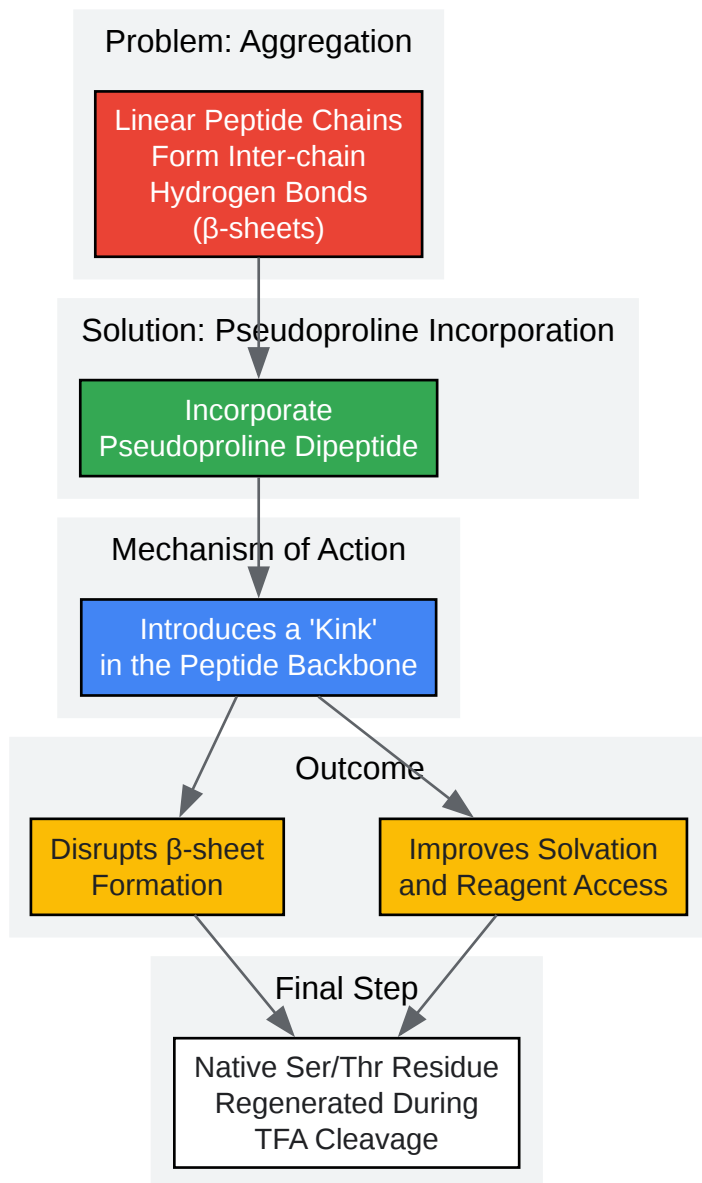 Problem: Aggregation
Linear Peptide Chains
Form Inter-chain
Hydrogen Bonds
(β-sheets)
Solution: Pseudoproline Incorporation
Incorporate
Pseudoproline Dipeptide
Mechanism of Action
Introduces a 'Kink'
in the Peptide Backbone
Outcome
Disrupts β-sheet
Formation
Improves Solvation
and Reagent Access
Final Step
Native Ser/Thr Residue
Regenerated During
TFA Cleavage